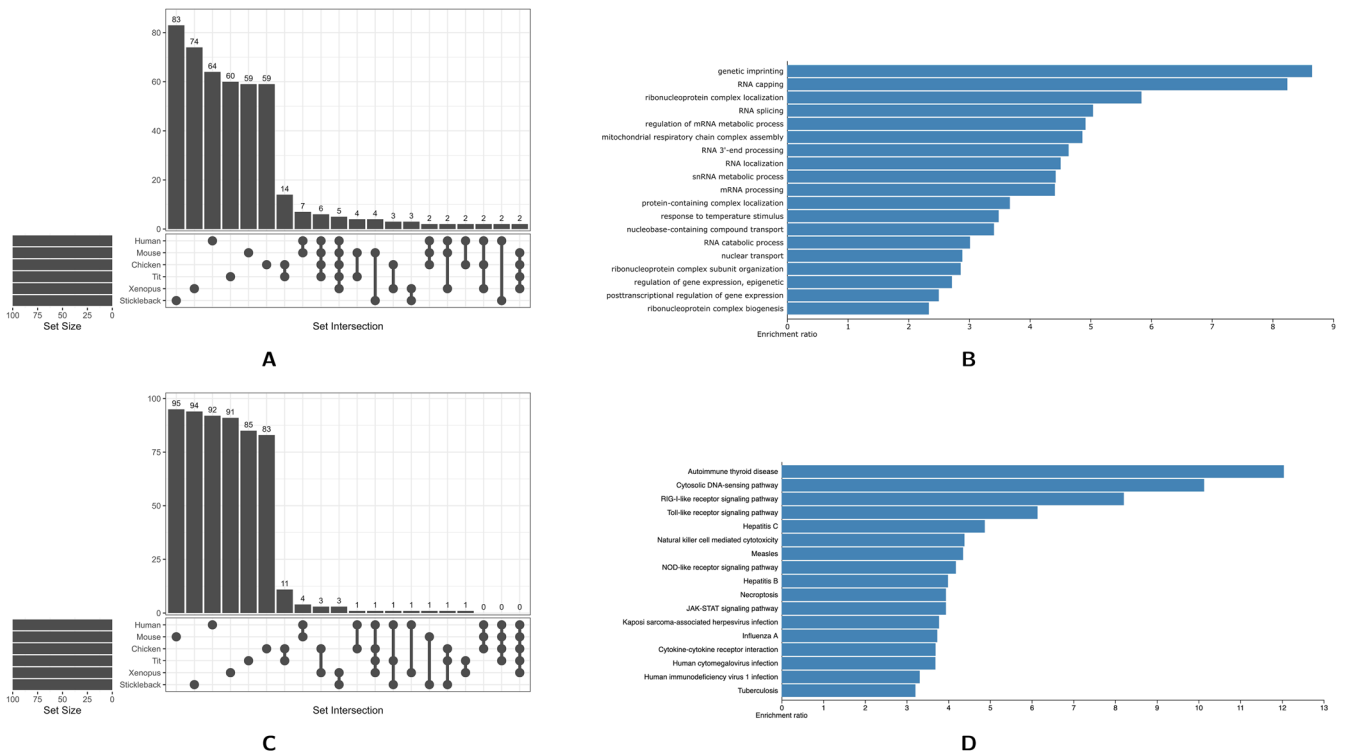 83
74
64
60
59
59
14
7
6
5
4
4
3
3
2
2
2
2
2
2
80
60
40
20
0
Human
Mouse
Chicken
Tit
Xenopus
Stickleback
100
75
50
25
0
Set Size
Set Intersection
A
genetic imprinting
RNA capping
ribonucleoprotein complex localization
RNA splicing
regulation of mRNA metabolic process
mitochondrial respiratory chain complex assembly
RNA 3'-end processing
RNA localization
snRNA metabolic process
mRNA processing
protein-containing complex localization
response to temperature stimulus
nucleobase-containing compound transport
RNA catabolic process
nuclear transport
ribonucleoprotein complex subunit organization
regulation of gene expression, epigenetic
posttranscriptional regulation of gene expression
ribonucleoprotein complex biogenesis
0 1 2 3 4 5 6 7 8 9
Enrichment ratio
B
95
94
92
91
85
83
11
4
3
3
1
1
1
1
1
1
1
0
0
0
100
75
50
25
0
Human
Mouse
Chicken
Tit
Xenopus
Stickleback
100
75
50
25
0
Set Size
Set Intersection
C
Autoimmune thyroid disease
Cytosolic DNA-sensing pathway
RIG-I-like receptor signaling pathway
Toll-like receptor signaling pathway
Hepatitis C
Natural killer cell mediated cytotoxicity
Measles
NOD-like receptor signaling pathway
Hepatitis B
Necroptosis
JAK-STAT signaling pathway
Kaposi sarcoma-associated herpesvirus infection
Influenza A
Cytokine-cytokine receptor interaction
Human cytomegalovirus infection
Human immunodeficiency virus 1 infection
Tuberculosis
0 1 2 3 4 5 6 7 8 9 10 11 12 13
Enrichment ratio
D